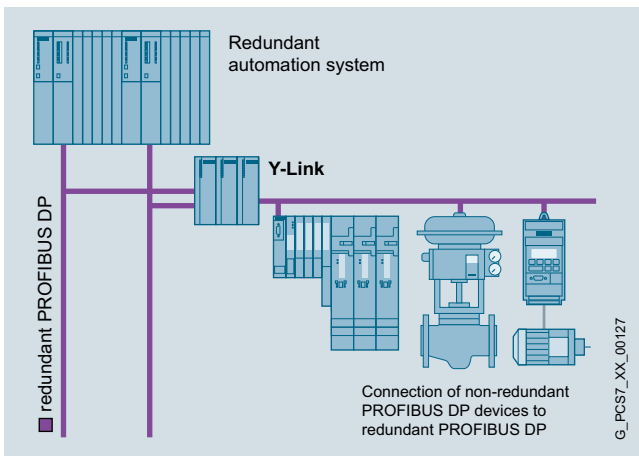 Redundant
automation system
Y-Link
redundant PROFIBUS DP
Connection of non-redundant
PROFIBUS DP devices to
redundant PROFIBUS DP
G_PCS7_XX_00127